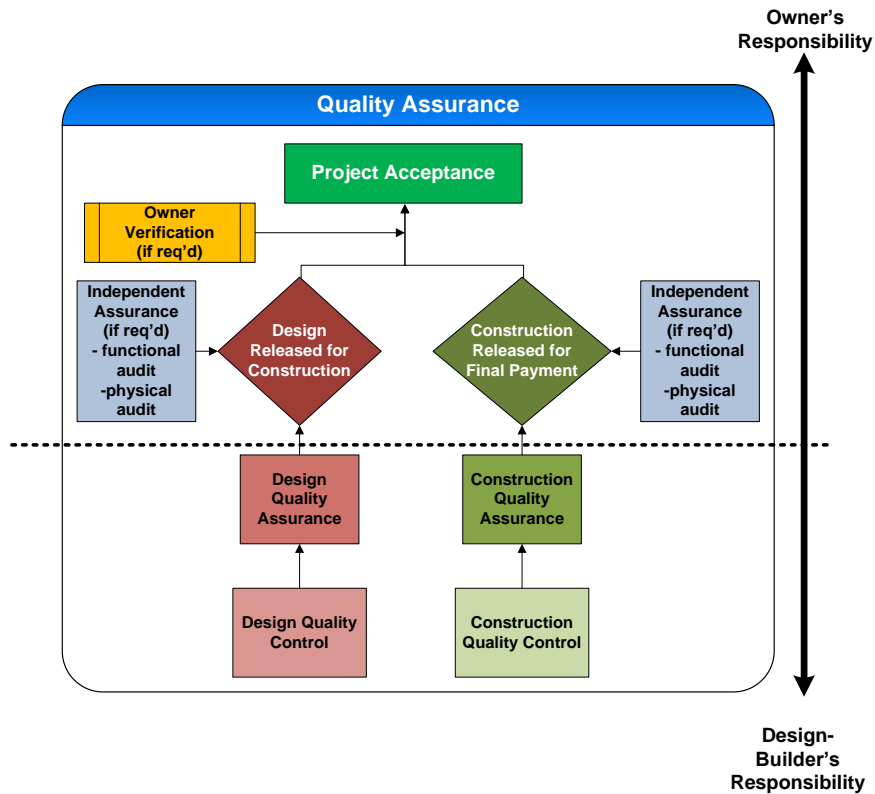 Owner's
Responsibility
Quality Assurance
Project Acceptance
Owner
Verification
(if req'd)
Independent
Assurance
(if req'd)
- functional
audit
-physical
audit
Design
Released for
Construction
Construction
Released for
Final Payment
Independent
Assurance
(if req'd)
- functional
audit
-physical
audit
Design
Quality
Assurance
Construction
Quality
Assurance
Design Quality
Control
Construction
Quality Control
Design-
Builder's
Responsibility